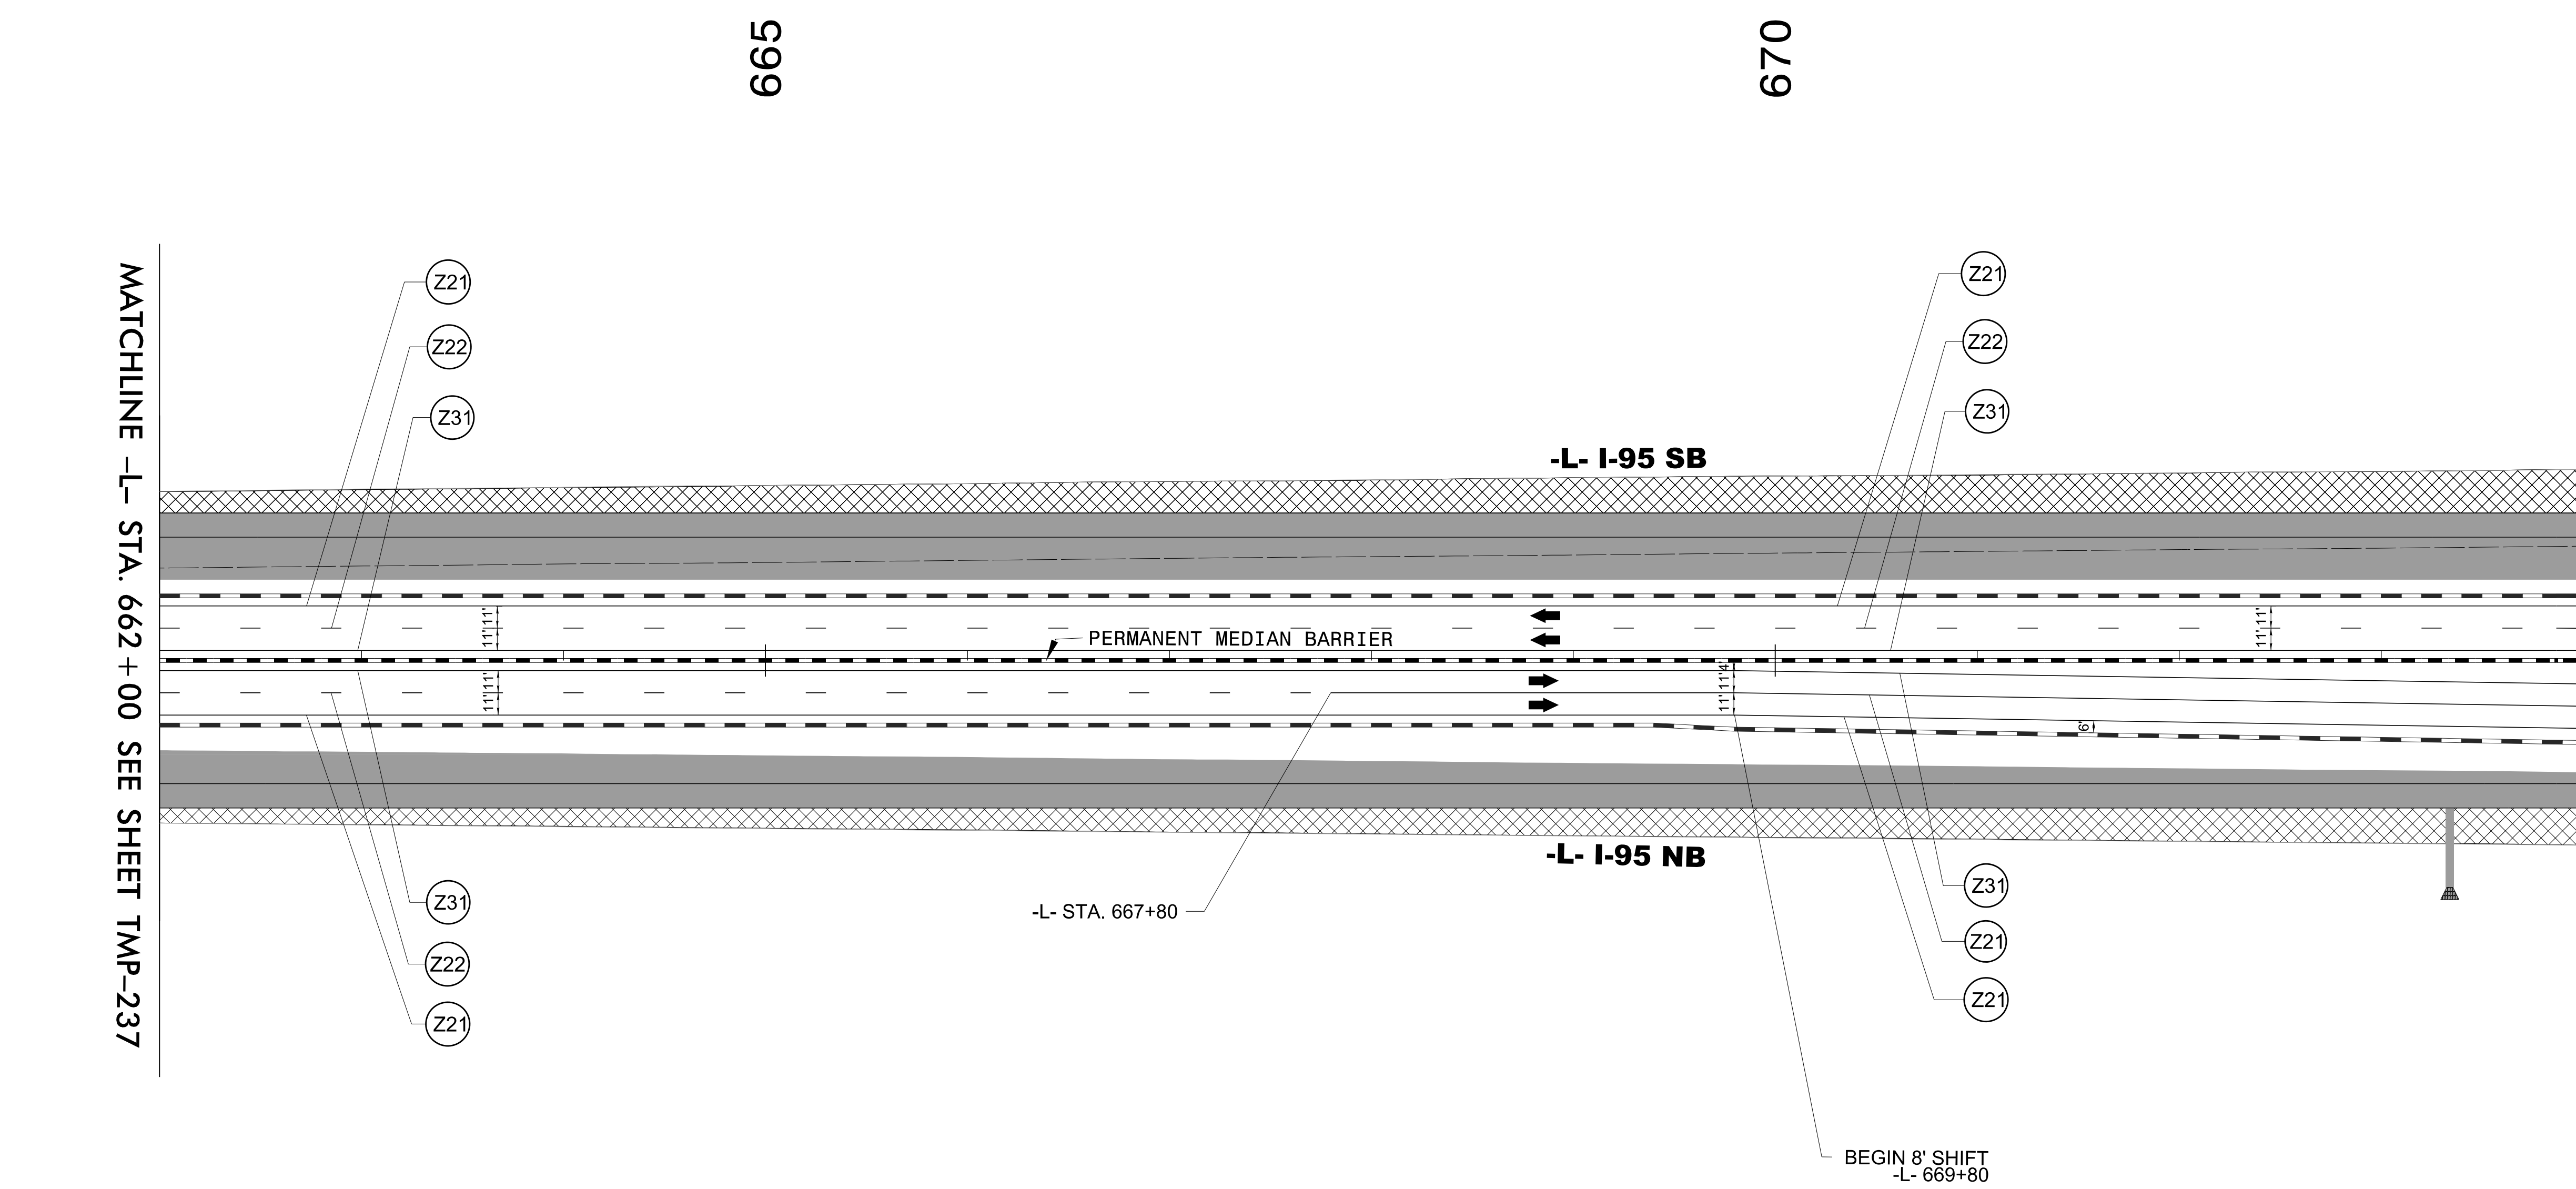 665
670
MATCHLINE -L- STA. 662+00 SEE SHEET TMP-237
Z21
Z22
Z31
Z21
Z22
Z31
-L- I-95 SB
11'
11'
11'
11'
PERMANENT MEDIAN BARRIER
11'
11'
4'
11'
11'
6'
-L- I-95 NB
-L- STA. 667+80
Z31
Z22
Z21
Z31
Z21
Z21
BEGIN 8' SHIFT
-L- 669+80